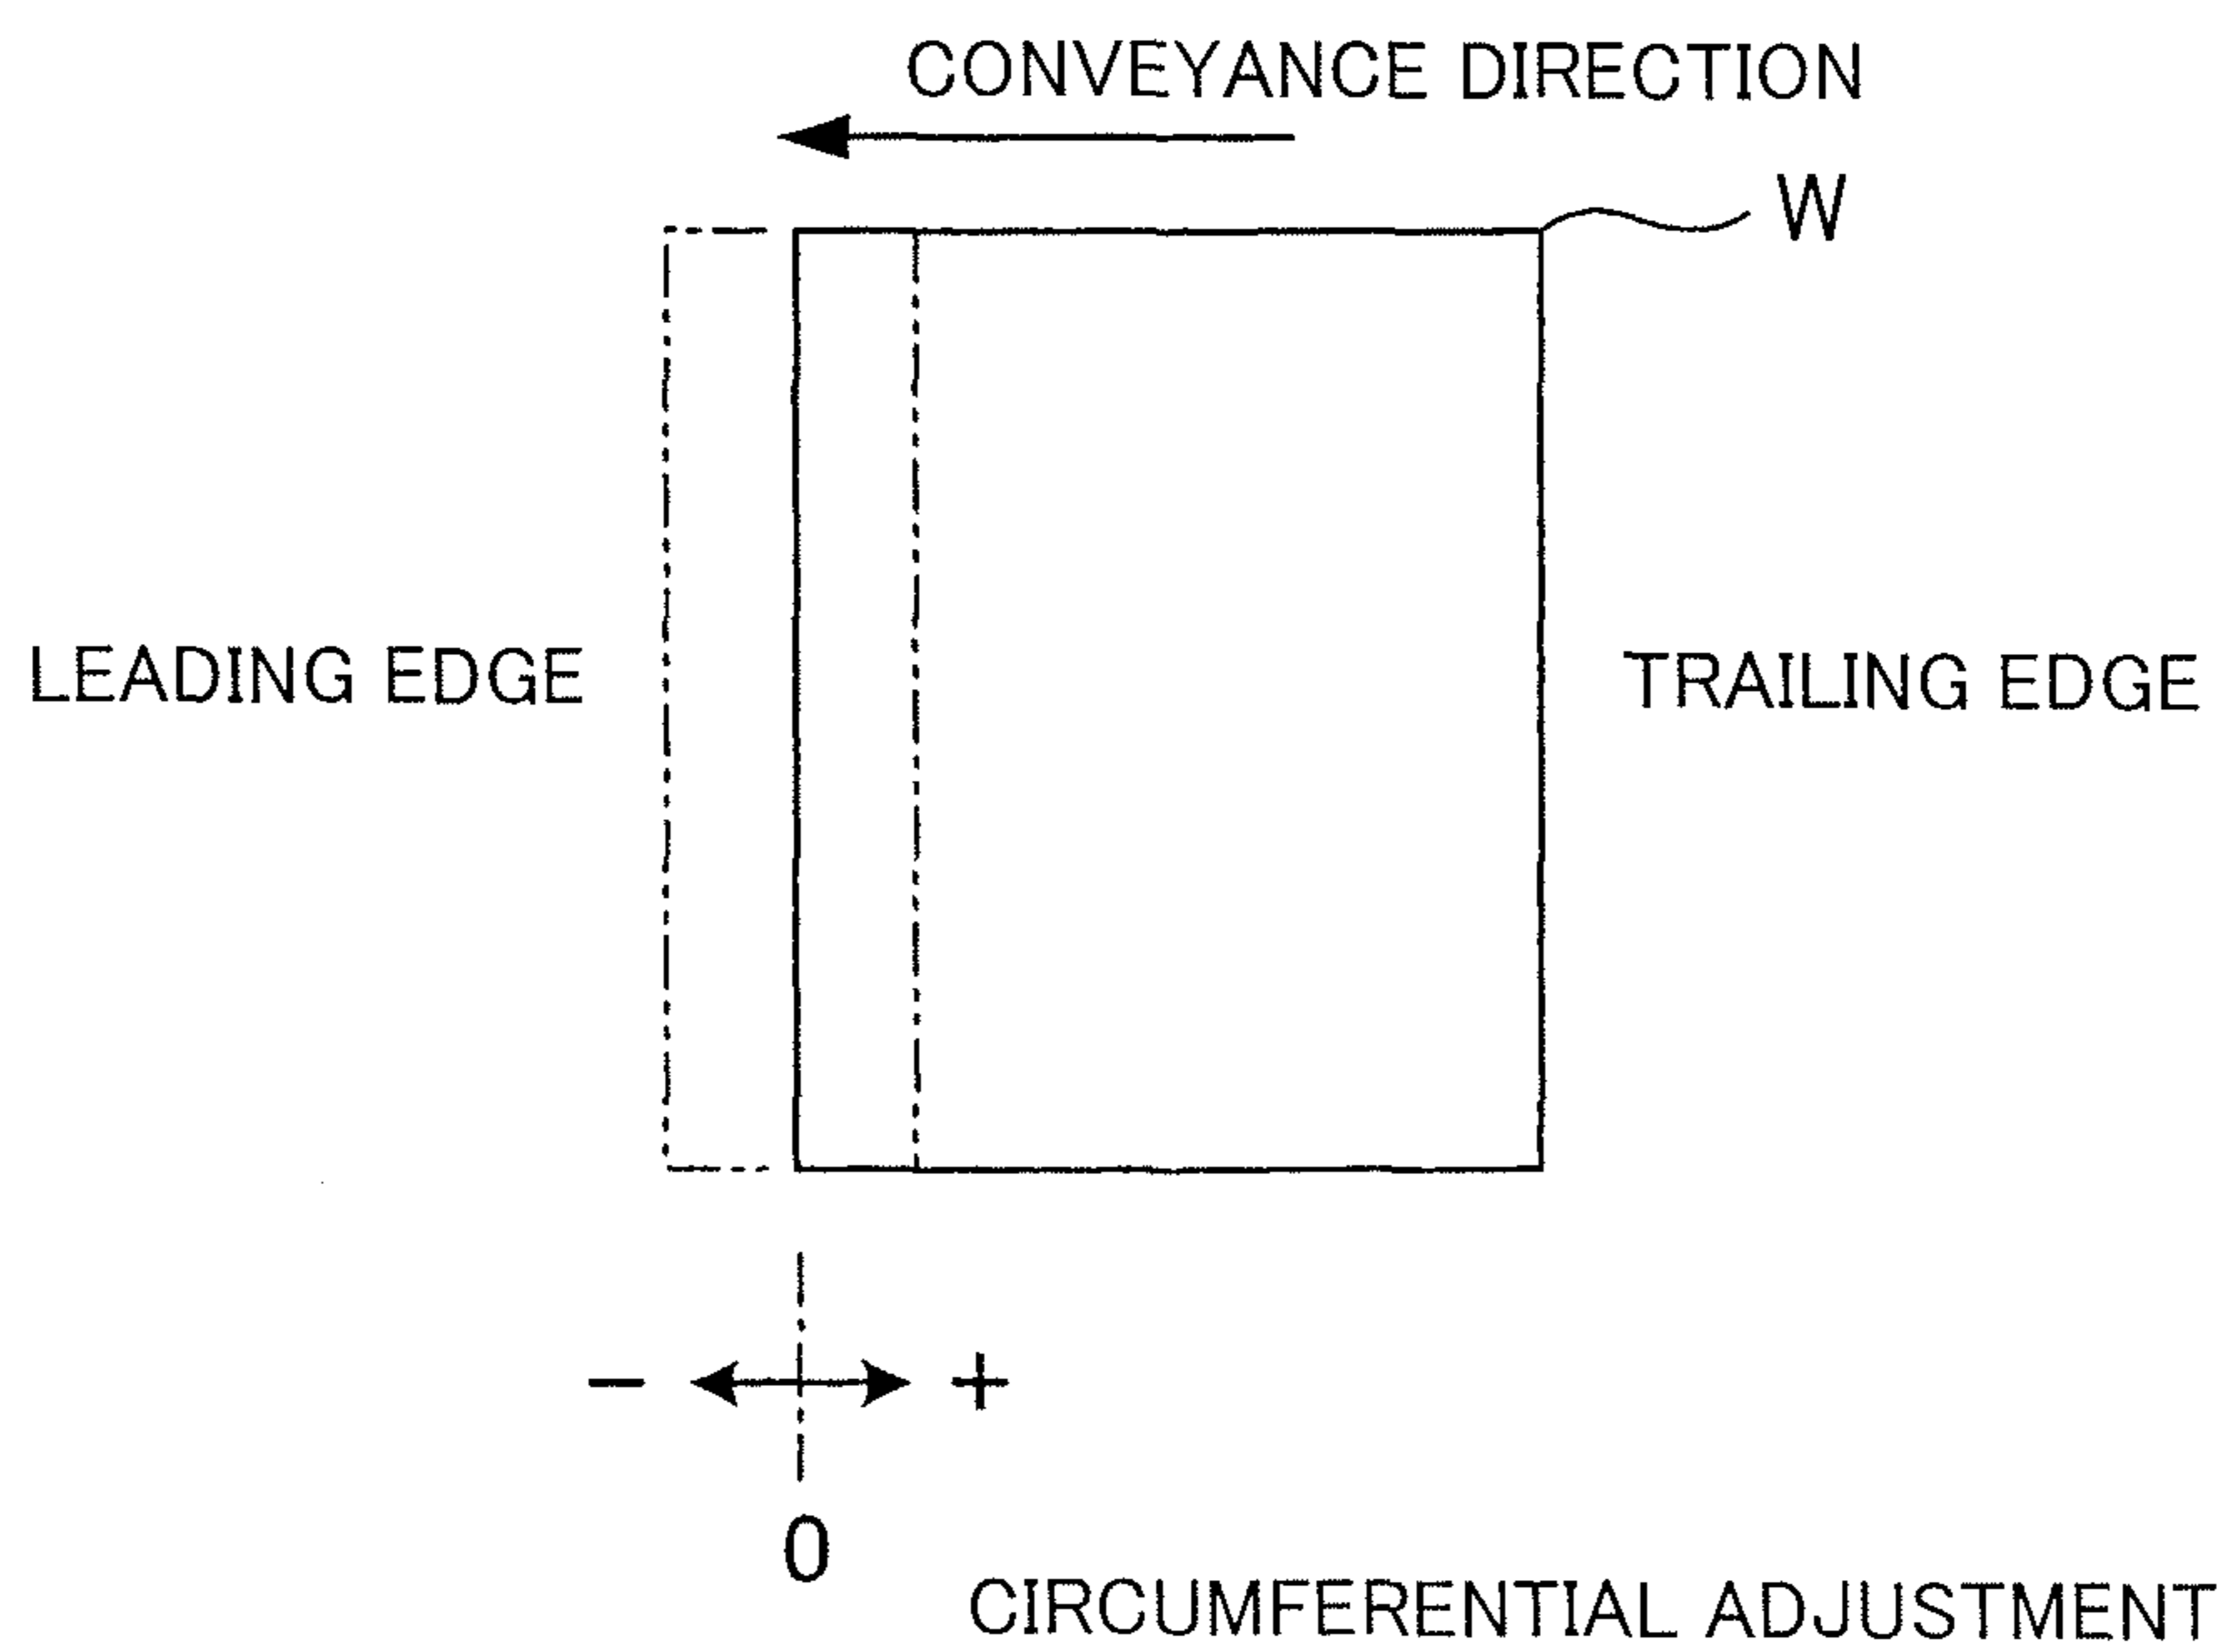 CONVEYANCE DIRECTION
W
LEADING EDGE
TRAILING EDGE
− +
0
CIRCUMFERENTIAL ADJUSTMENT